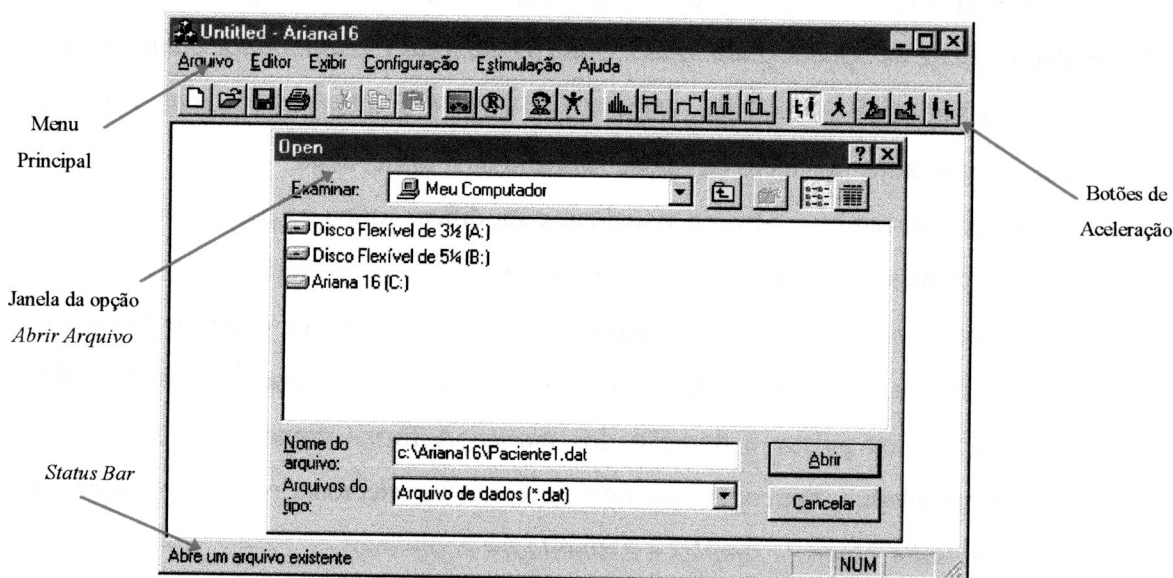 Untitled - Ariana16
Arquivo Editor Exibir Configuração Estimulação Ajuda
Menu
Principal
Open
Examinar: Meu Computador
Botões de
Aceleração
Disco Flexível de 3½ (A:)
Disco Flexível de 5¼ (B:)
Ariana 16 (C:)
Janela da opção
Abrir Arquivo
Nome do
arquivo: c:\Ariana16\Paciente1.dat
Abrir
Arquivos do
tipo: Arquivo de dados (*.dat)
Cancelar
Status Bar
Abre um arquivo existente
NUM